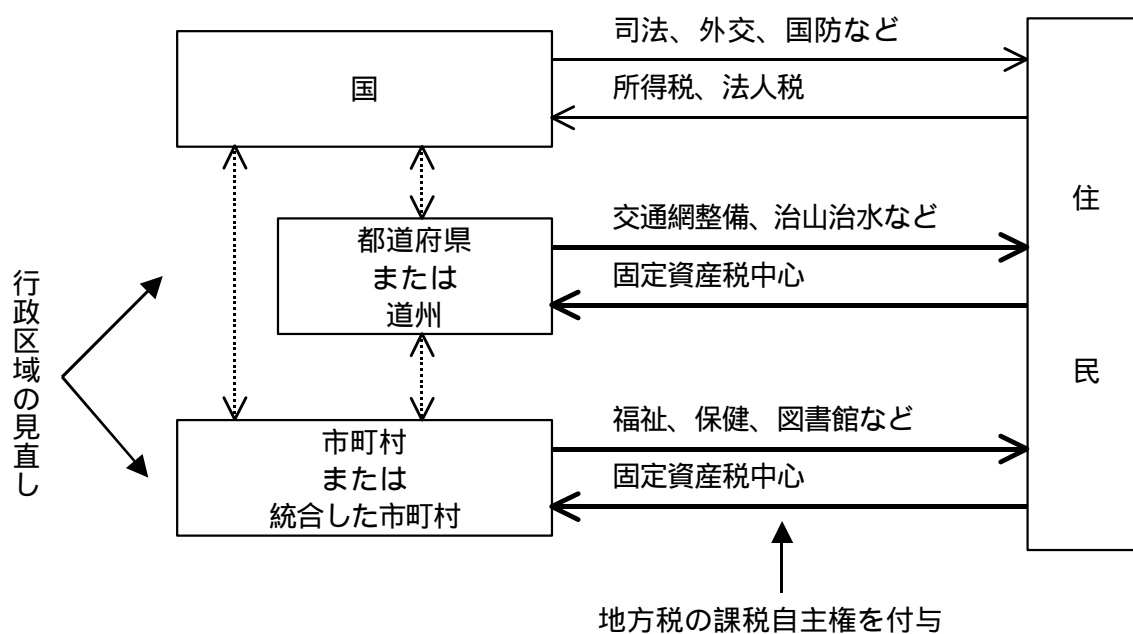 司法、外交、国防など
国
所得税、法人税
交通網整備、治山治水など
都道府県
または
道州
固定資産税中心
住
民
行政区域の見直し
福祉、保健、図書館など
市町村
または
統合した市町村
固定資産税中心
地方税の課税自主権を付与